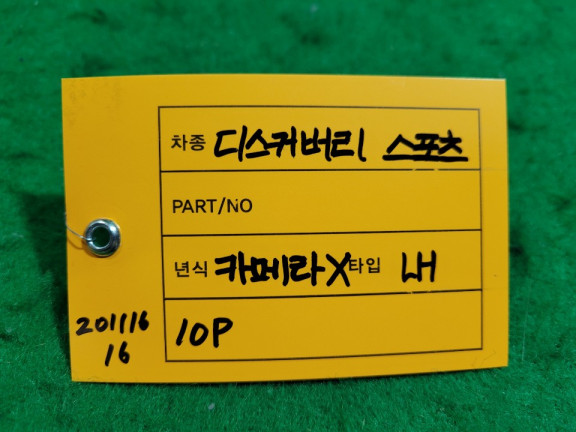 차종 디스커버리 스포츠
PART/NO
년식 카메라X 타입 LH
10P
201116
16